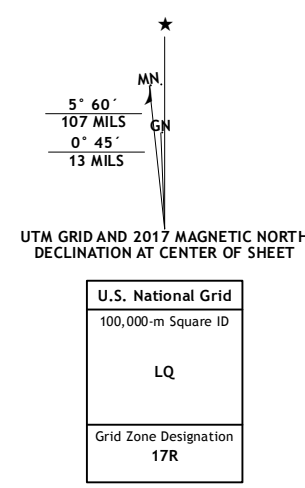 MN.
5° 60´
107 MILS
GN
0° 45´
13 MILS
UTM GRID AND 2017 MAGNETIC NORTH
DECLINATION AT CENTER OF SHEET
U.S. National Grid
100,000-m Square ID
LQ
Grid Zone Designation
17R